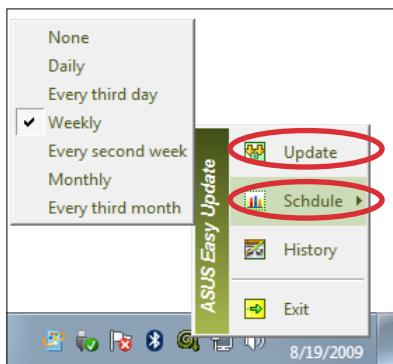 None
Daily
Every third day
Weekly
Every second week
Monthly
Every third month
ASUS Easy Update
Update
Schdule
History
Exit
8/19/2009